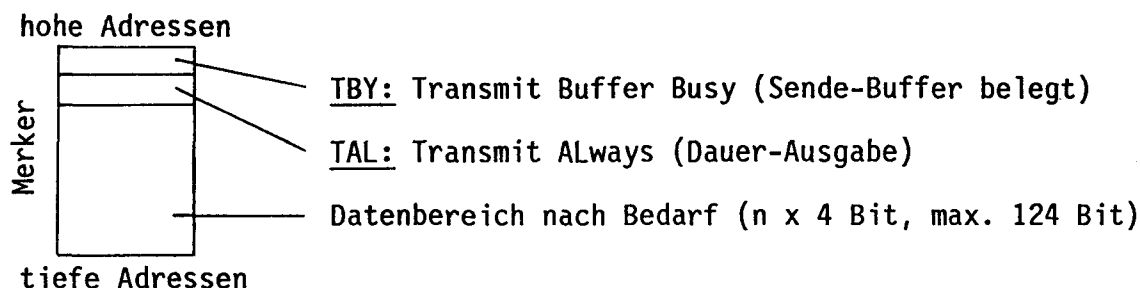 hohe Adressen
TBY: Transmit Buffer Busy (Sende-Buffer belegt)
TAL: Transmit ALways (Dauer-Ausgabe)
Merker
Datenbereich nach Bedarf (n x 4 Bit, max. 124 Bit)
tiefe Adressen